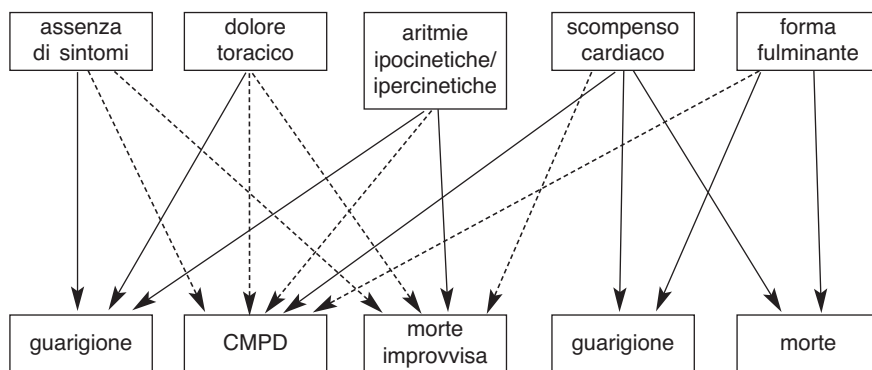 assenza
di sintomi
dolore
toracico
aritmie
ipocinetiche/
ipercinetiche
scompenso
cardiaco
forma
fulminante
guarigione
CMPD
morte
improvvisa
guarigione
morte